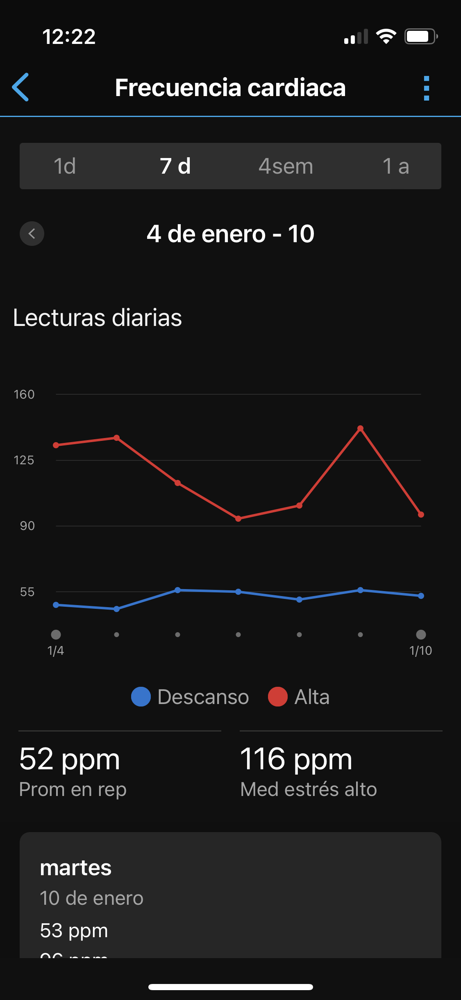 12:22
Frecuencia cardiaca
1d 7 d 4sem 1 a
4 de enero - 10
Lecturas diarias
160
125
90
55
1/4 1/10
Descanso Alta
52 ppm 116 ppm
Prom en rep Med estrés alto
martes
10 de enero
53 ppm
96 ppm